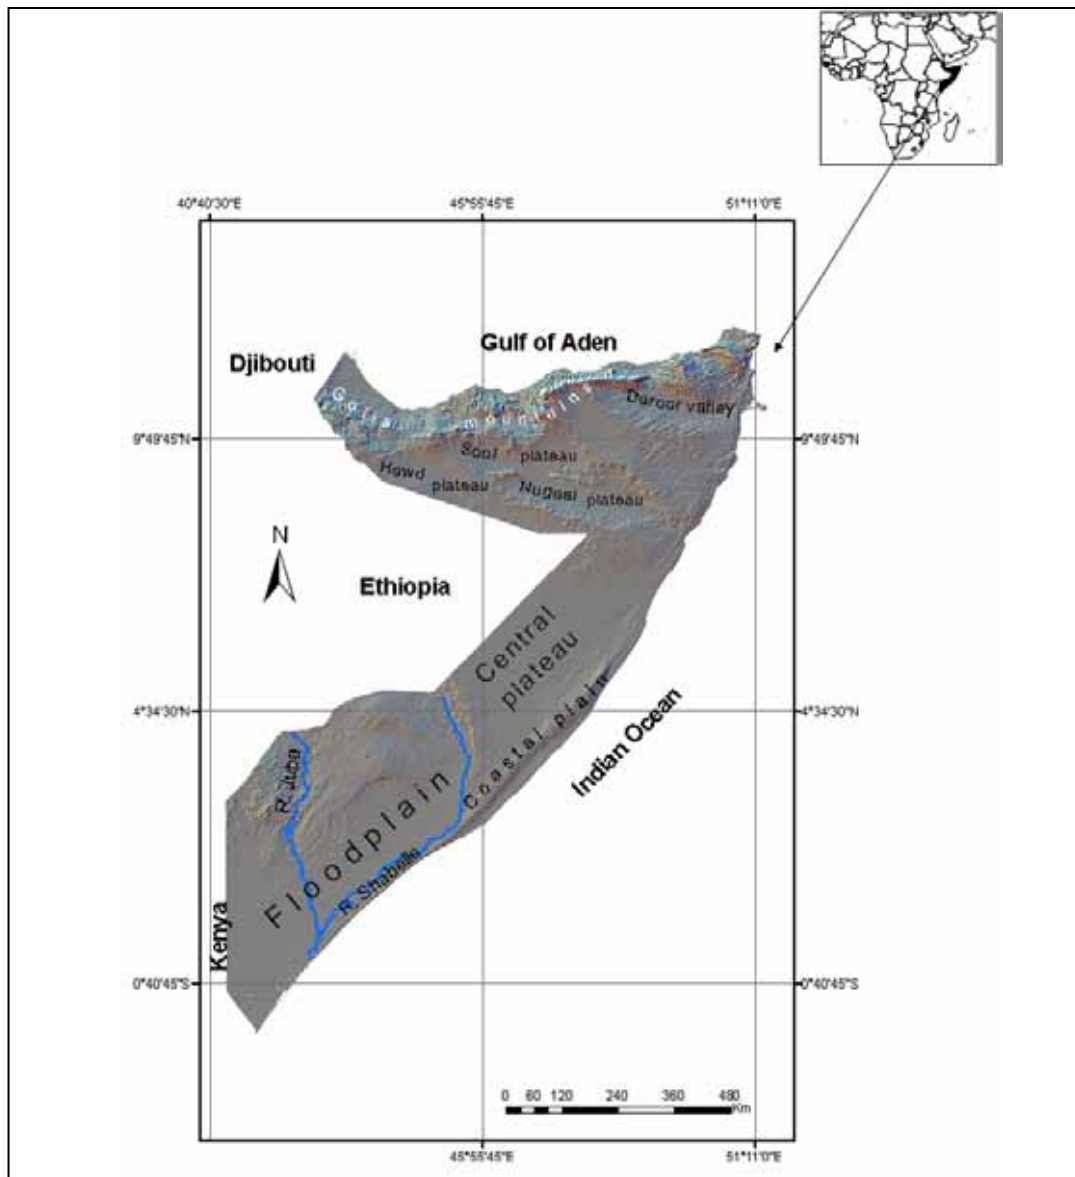 40°40'30"E 45°55'45"E 51°11'0"E
Gulf of Aden
Djibouti
Golis mountains
Daroor valley
9°49'45"N 9°49'45"N
Sool plateau
Hawd plateau
Nugaal plateau
N
Ethiopia
Central
plateau
4°34'30"N 4°34'30"N
Coastal plain
Indian Ocean
R. Juba
Floodplain
R. Shabelle
Kenya
0°40'45"S 0°40'45"S
0 60 120 240 360 480
Km
45°55'45"E 51°11'0"E